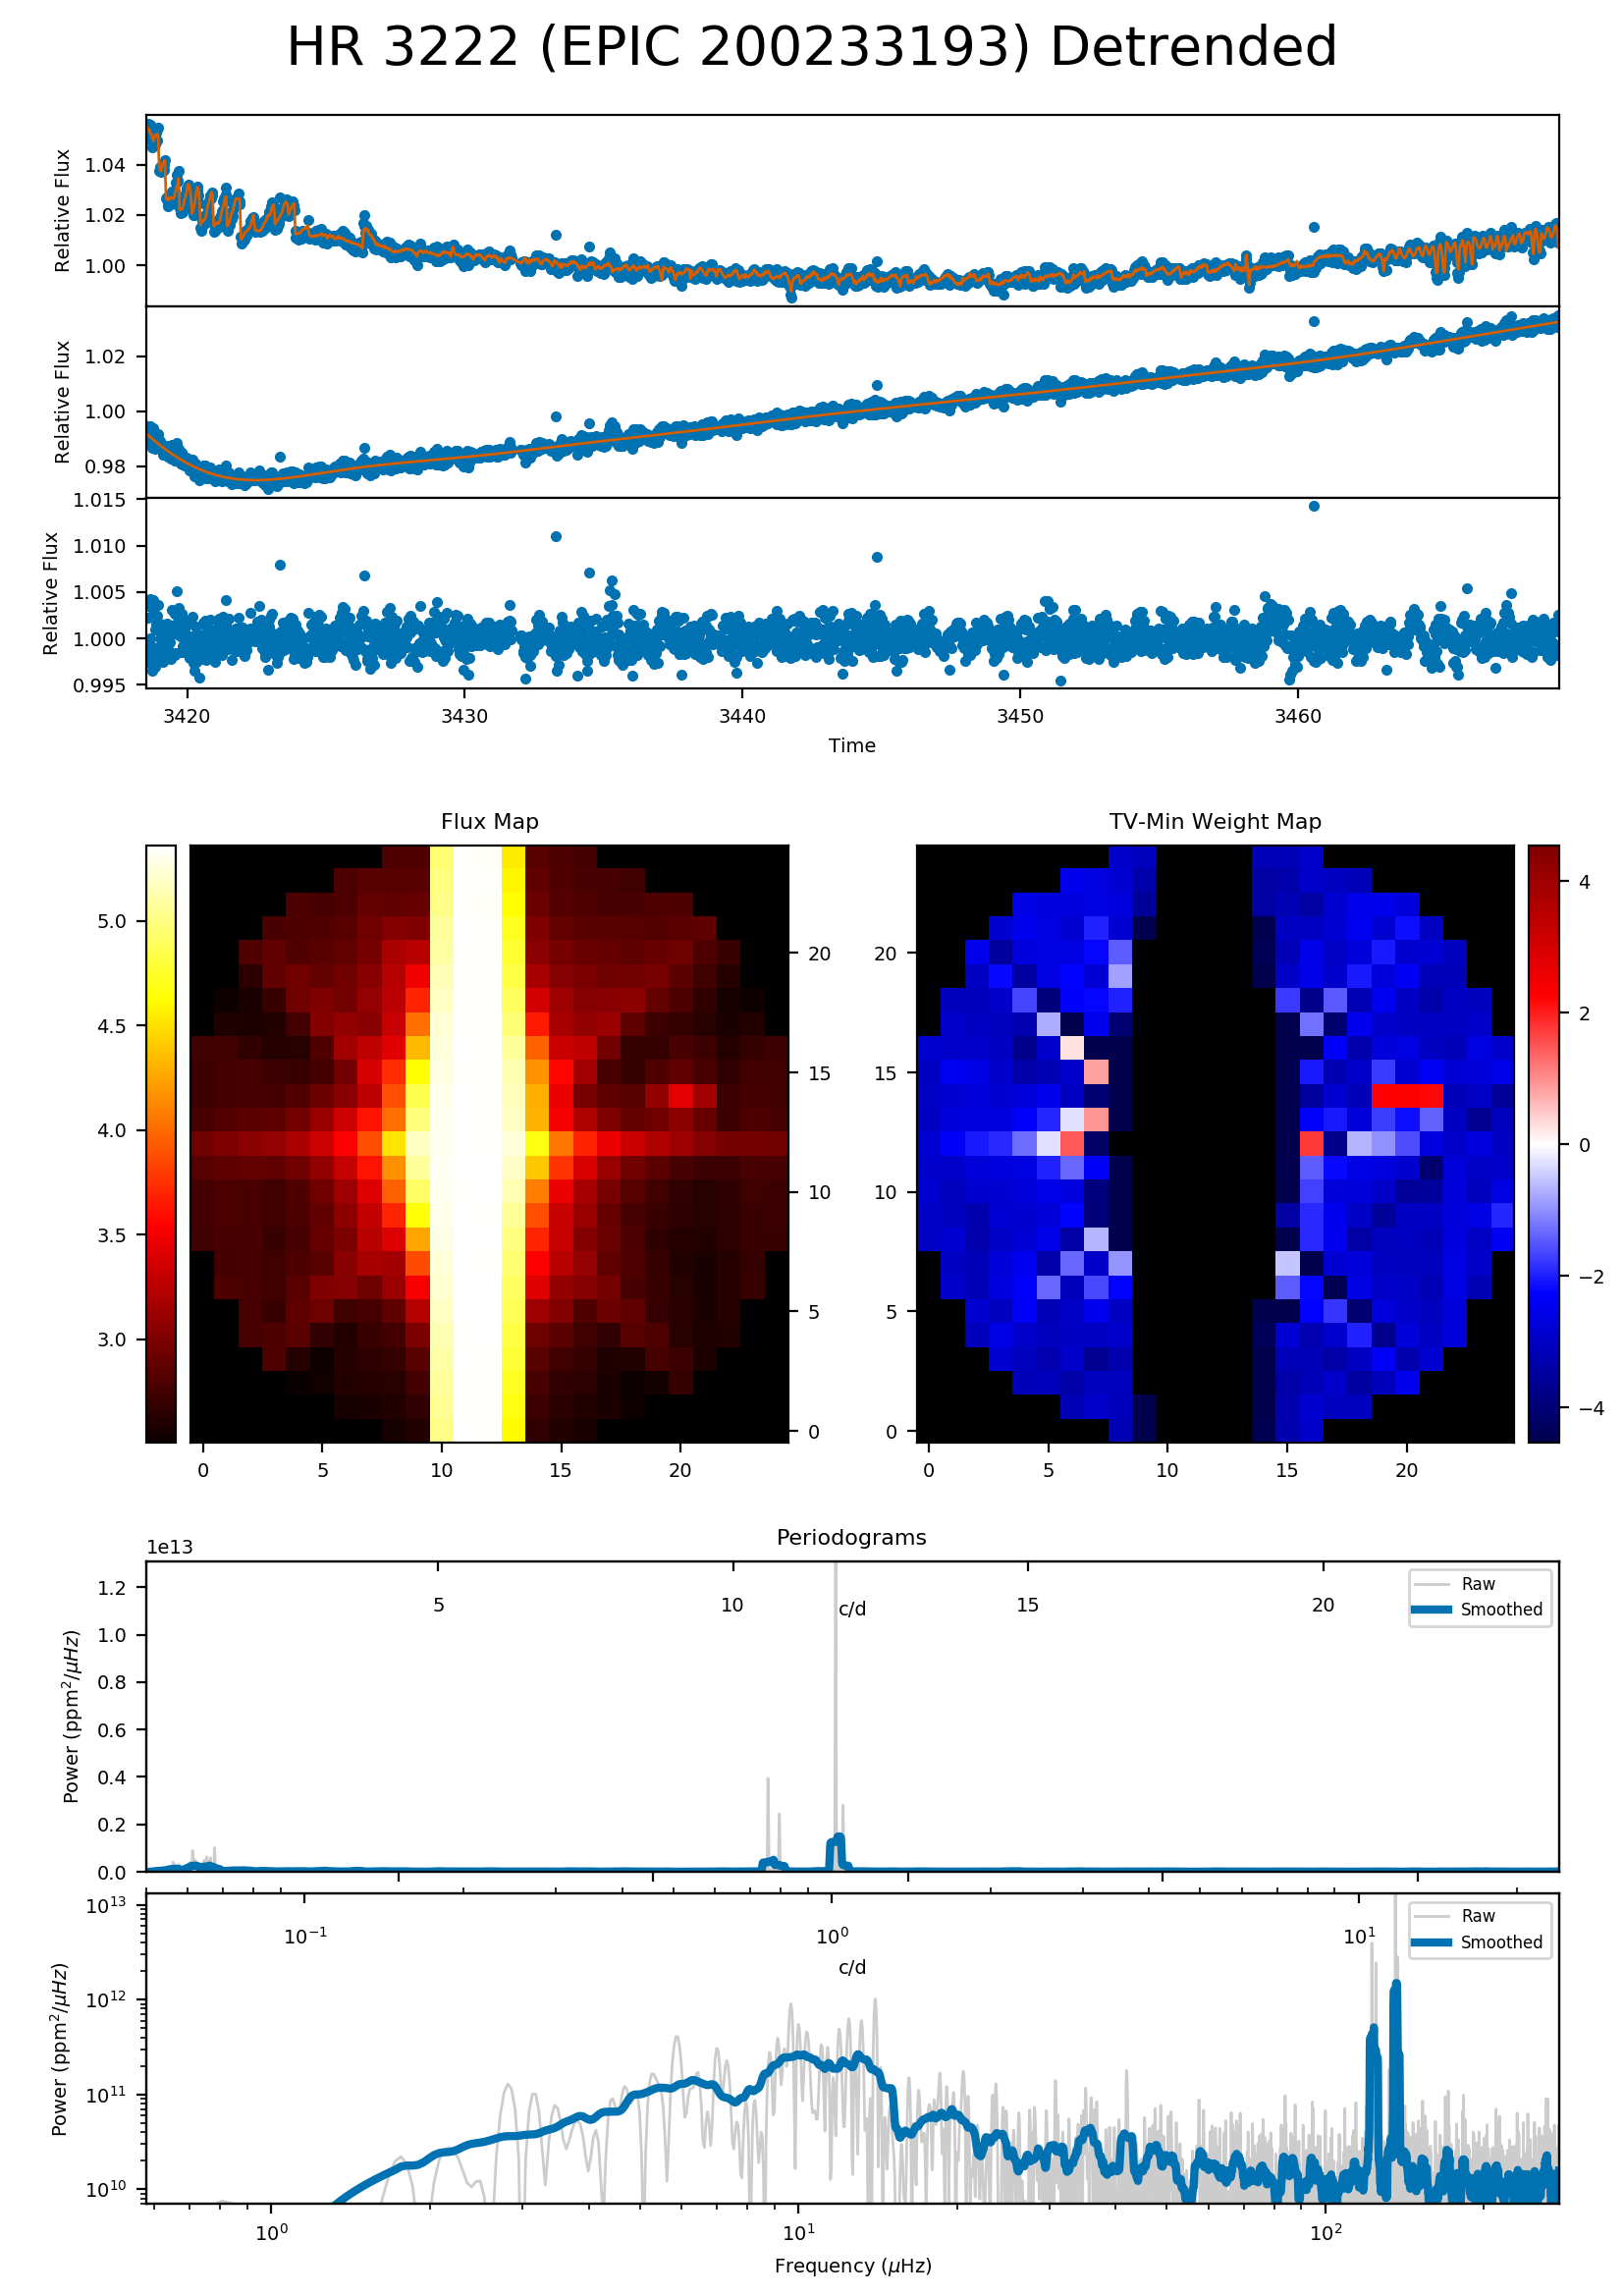 HR 3222 (EPIC 200233193) Detrended
Relative Flux
1.04
1.02
1.00
Relative Flux
1.02
1.00
0.98
Relative Flux
1.015
1.010
1.005
1.000
0.995
3420 3430 3440 3450 3460
Time
Flux Map
5.0
4.5
4.0
3.5
3.0
20
15
10
5
0
0 5 10 15 20
TV-Min Weight Map
20
15
10
5
0
0 5 10 15 20
4
2
0
−2
−4
Periodograms
1e13
Power (ppm²/μHz)
1.2
1.0
0.8
0.6
0.4
0.2
0.0
5 10 15 20
c/d
Raw
Smoothed
Power (ppm²/μHz)
10¹³
10¹²
10¹¹
10¹⁰
10⁻¹ 10⁰ 10¹
c/d
Raw
Smoothed
10⁰ 10¹ 10²
Frequency (μHz)